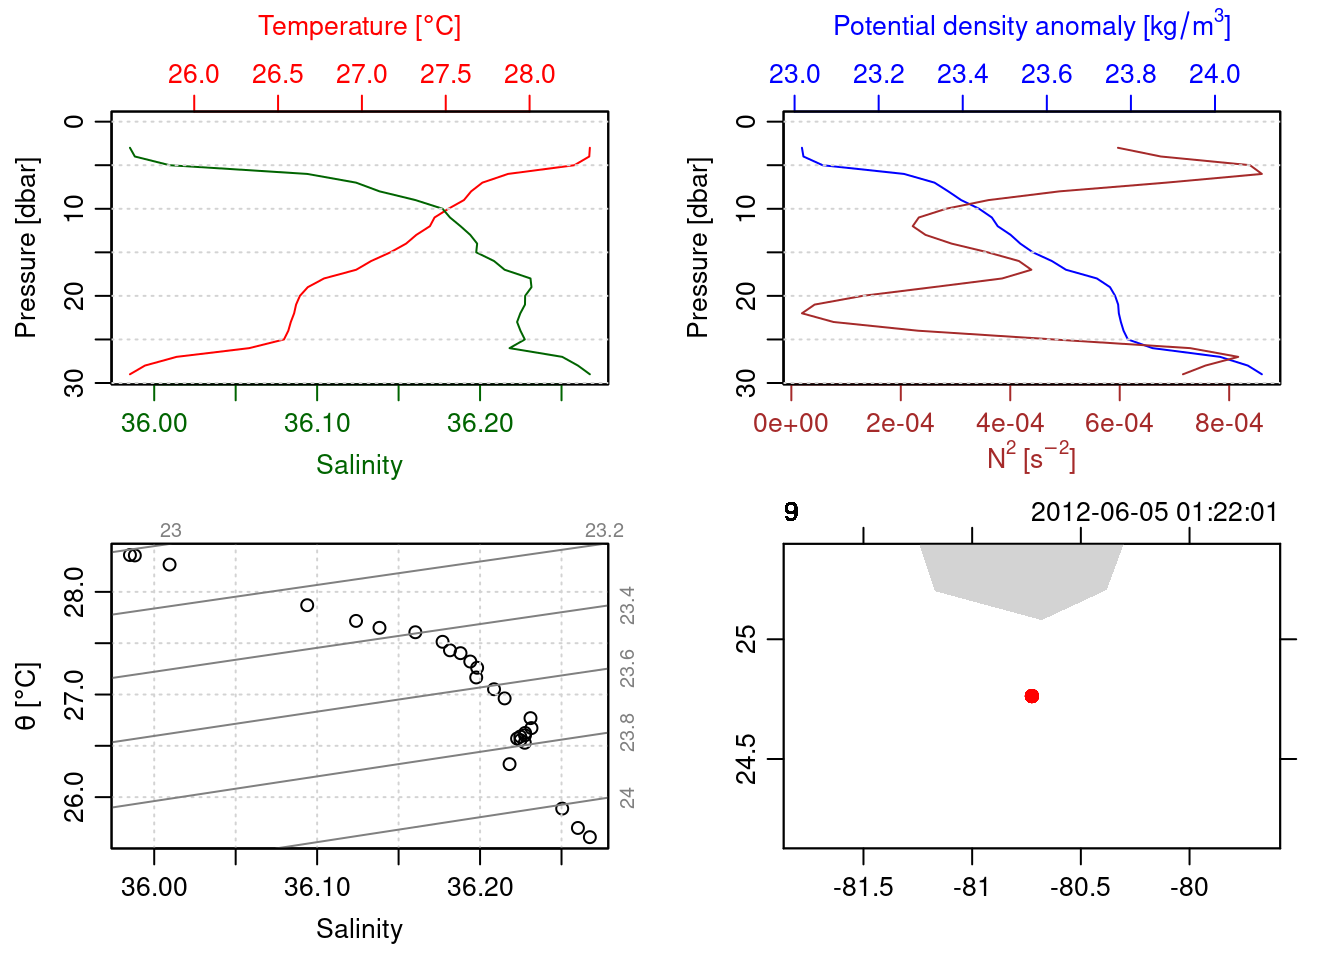 Temperature [°C]
26.0 26.5 27.0 27.5 28.0
0
10
20
30
Pressure [dbar]
36.00 36.10 36.20
Salinity
Potential density anomaly [kg/m³]
23.0 23.2 23.4 23.6 23.8 24.0
0
10
20
30
Pressure [dbar]
0e+00 2e-04 4e-04 6e-04 8e-04
N² [s⁻²]
23 23.2
23.4
23.6
23.8
24
28.0
27.0
26.0
θ [°C]
36.00 36.10 36.20
Salinity
2012-06-05 01:22:01
25
24.5
-81.5 -81 -80.5 -80